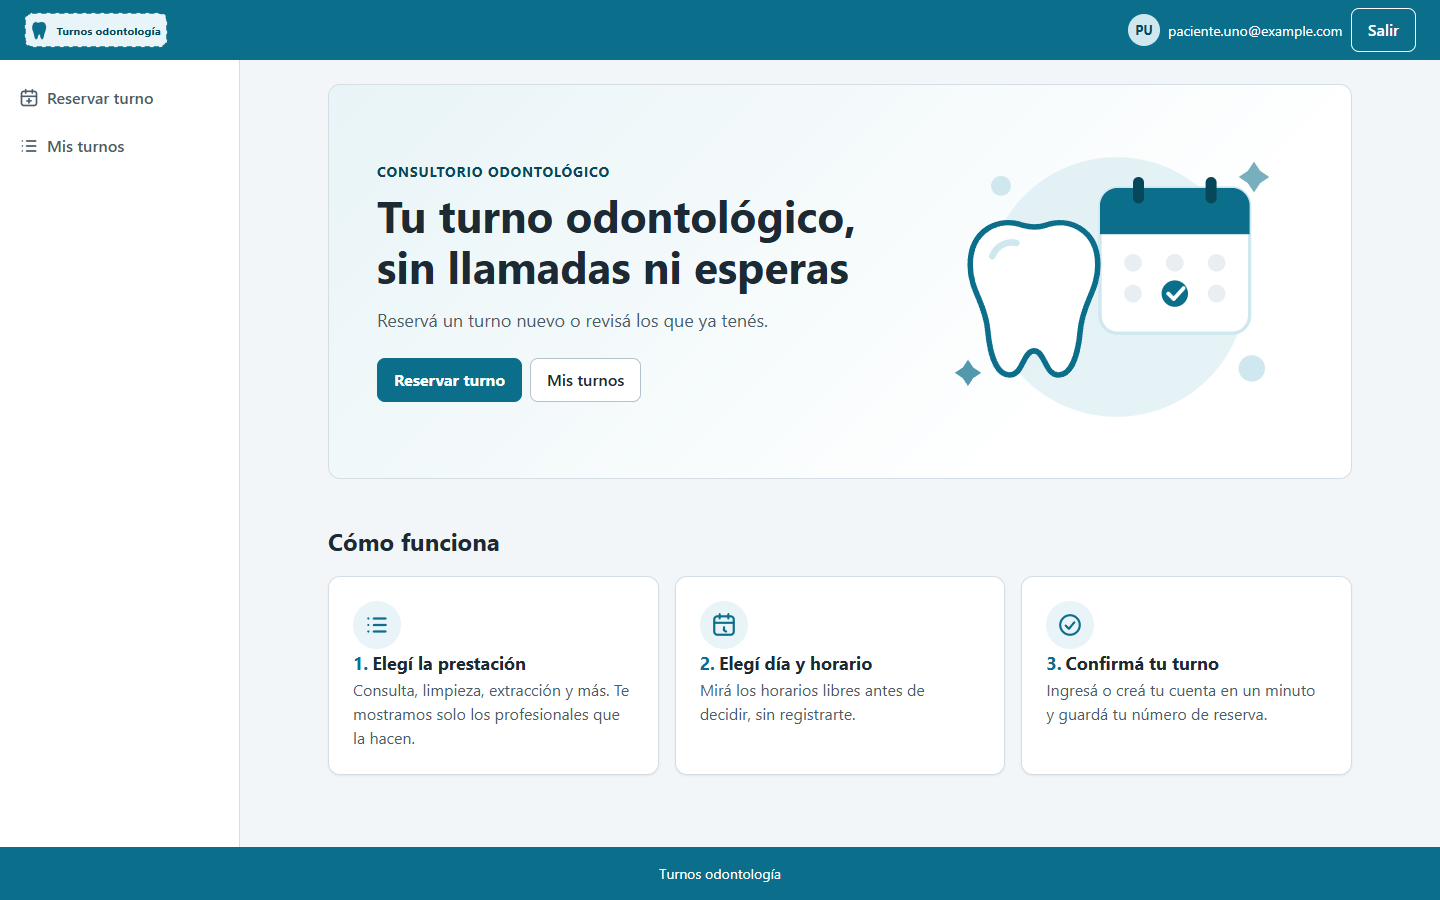 Turnos odontología
PU
paciente.uno@example.com
Salir
Reservar turno
Mis turnos
CONSULTORIO ODONTOLÓGICO
Tu turno odontológico,
sin llamadas ni esperas
Reservá un turno nuevo o revisá los que ya tenés.
Reservar turno
Mis turnos
Cómo funciona
1. Elegí la prestación
Consulta, limpieza, extracción y más. Te
mostramos solo los profesionales que
la hacen.
2. Elegí día y horario
Mirá los horarios libres antes de
decidir, sin registrarte.
3. Confirmá tu turno
Ingresá o creá tu cuenta en un minuto
y guardá tu número de reserva.
Turnos odontología